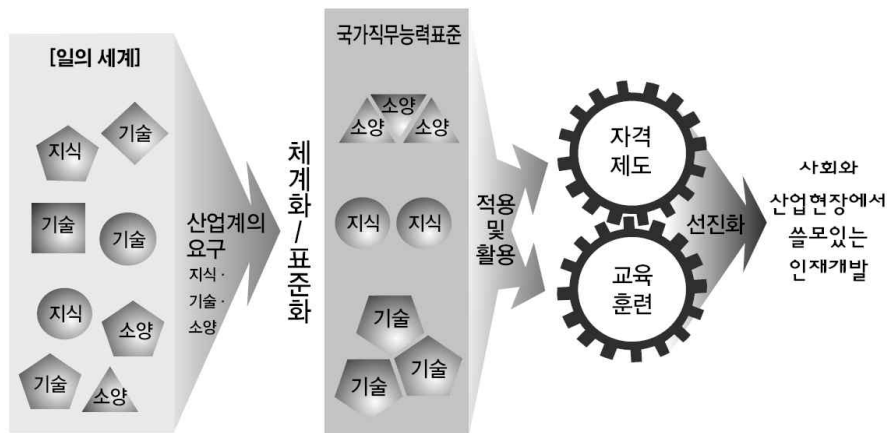 [일의 세계]
지식
기술
기술
기술
지식
소양
기술
소양
산업계의
요구
지식·
기술·
소양
체계화/표준화
국가직무능력표준
소양
소양
소양
지식
지식
기술
기술
기술
적용
및
활용
자격
제도
교육
훈련
선진화
사회와
산업현장에서
쓸모있는
인재개발